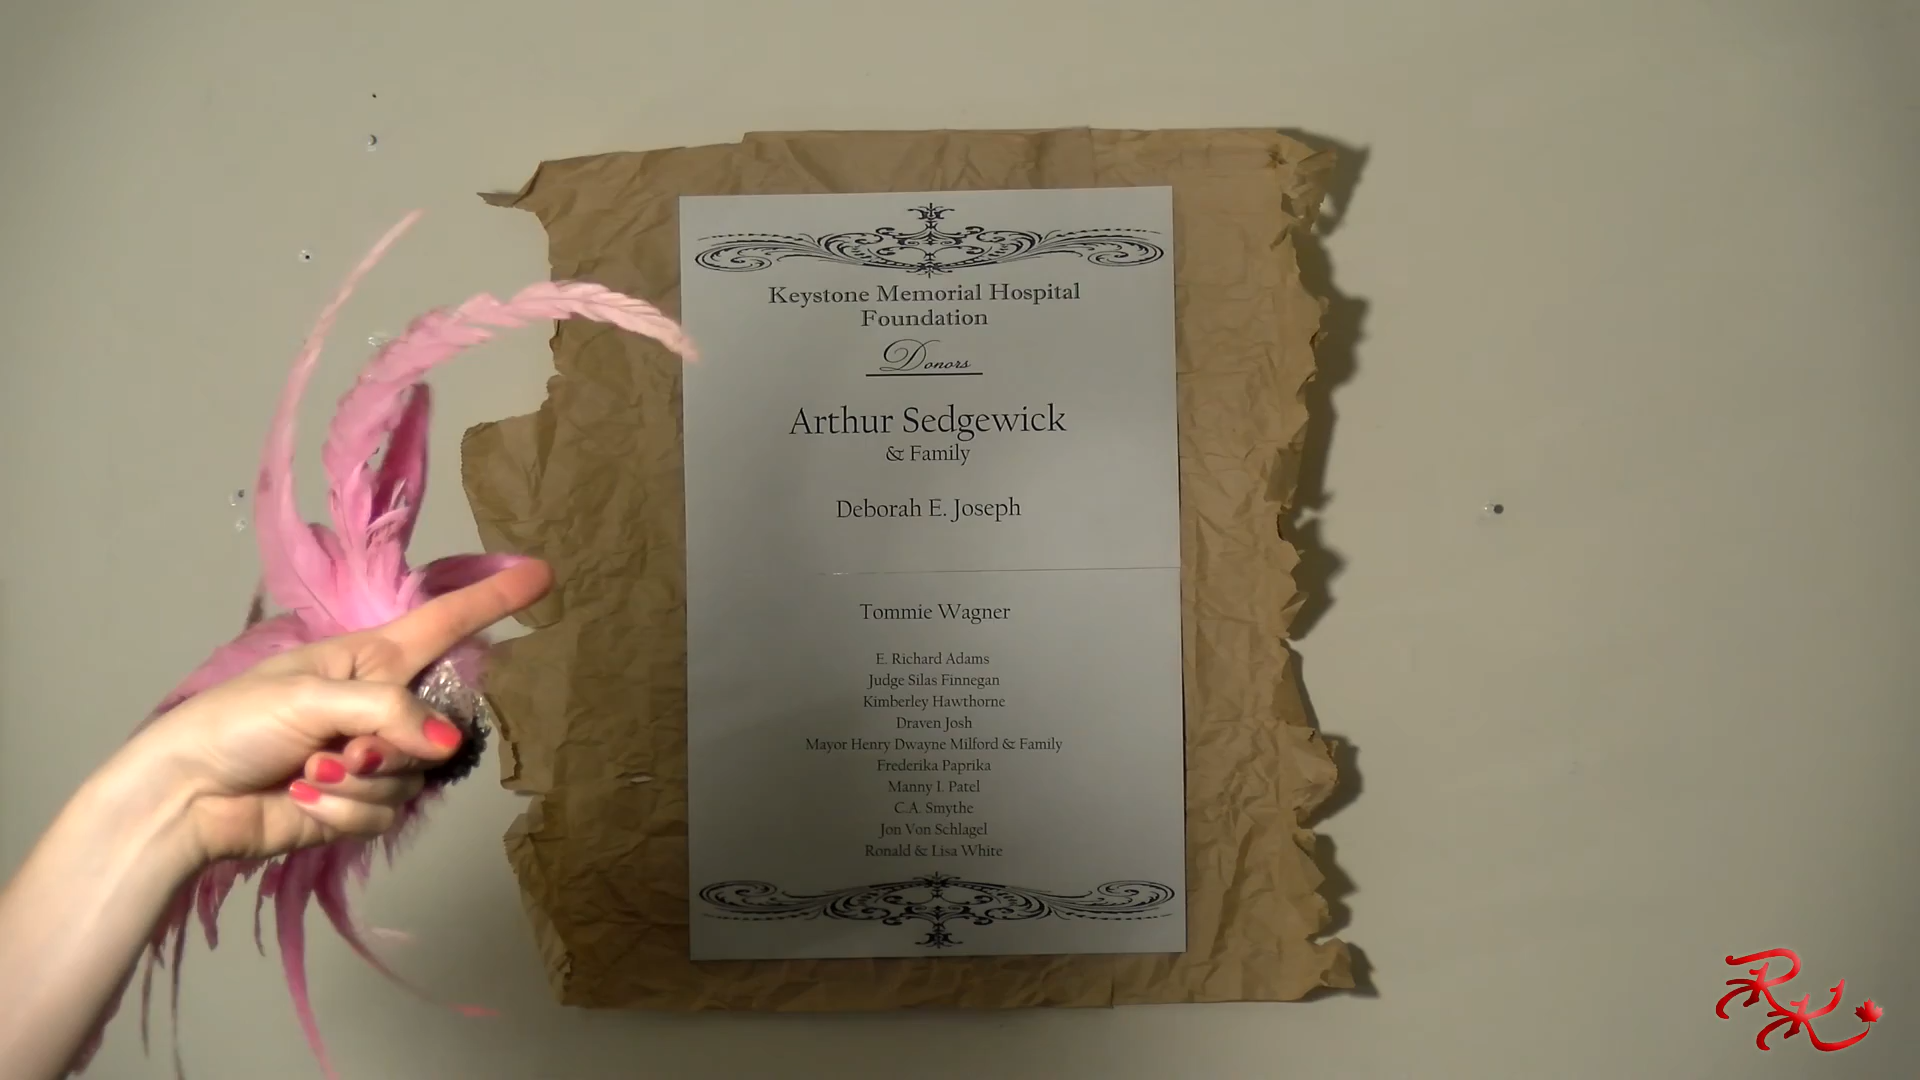 Keystone Memorial Hospital
Foundation
Donors
Arthur Sedgewick
& Family
Deborah E. Joseph
Tommie Wagner
E. Richard Adams
Judge Silas Finnegan
Kimberley Hawthorne
Draven Josh
Mayor Henry Dwayne Milford & Family
Frederika Paprika
Manny I. Patel
C.A. Smythe
Jon Von Schlagel
Ronald & Lisa White
RK